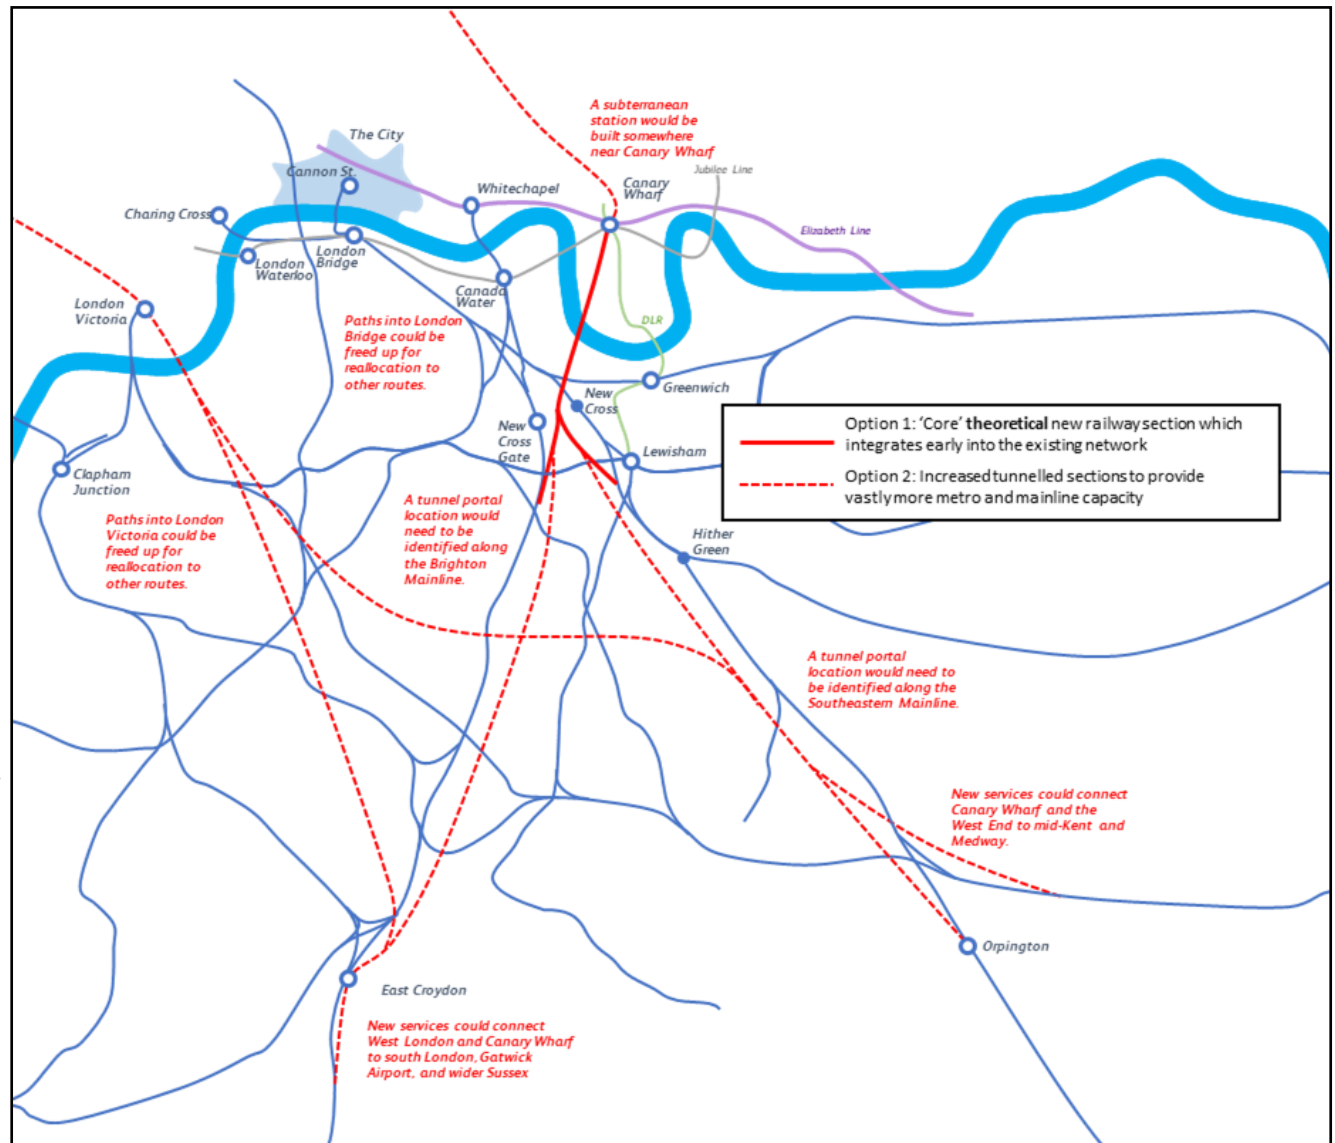 A subterranean
station would be
built somewhere
near Canary Wharf
The City
Cannon St.
Jubilee Line
Whitechapel
Canary
Wharf
Charing Cross
Elizabeth Line
London
Bridge
London
Waterloo
Canada
Water
London
Victoria
Paths into London
Bridge could be
freed up for
reallocation to
other routes.
DLR
Greenwich
New
Cross
New
Cross
Gate
Lewisham
Option 1: ‘Core’ theoretical new railway section which
integrates early into the existing network
Option 2: Increased tunnelled sections to provide
vastly more metro and mainline capacity
Clapham
Junction
Paths into London
Victoria could be
freed up for
reallocation to
other routes.
A tunnel portal
location would
need to be
identified along
the Brighton
Mainline.
Hither
Green
A tunnel portal
location would need to
be identified along the
Southeastern Mainline.
New services could connect
Canary Wharf and the
West End to mid-Kent and
Medway.
Orpington
East Croydon
New services could connect
West London and Canary Wharf
to south London, Gatwick
Airport, and wider Sussex